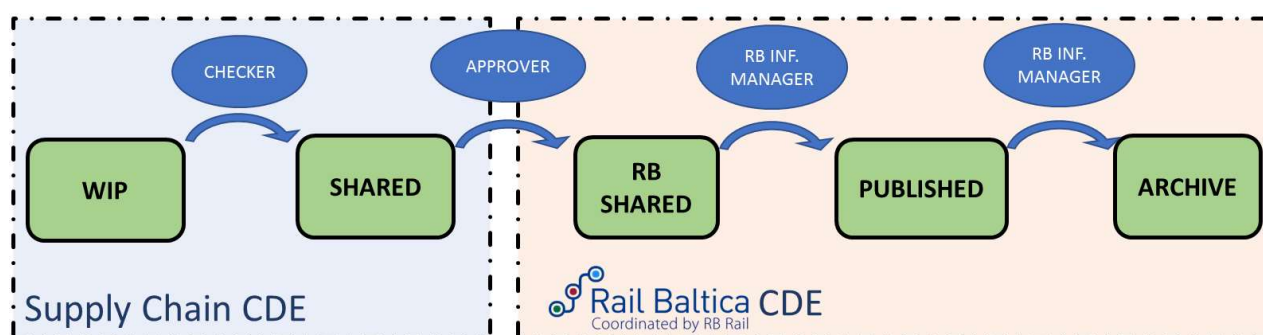 CHECKER
APPROVER
RB INF.
MANAGER
RB INF.
MANAGER
WIP
SHARED
RB
SHARED
PUBLISHED
ARCHIVE
Supply Chain CDE
Rail Baltica CDE
Coordinated by RB Rail